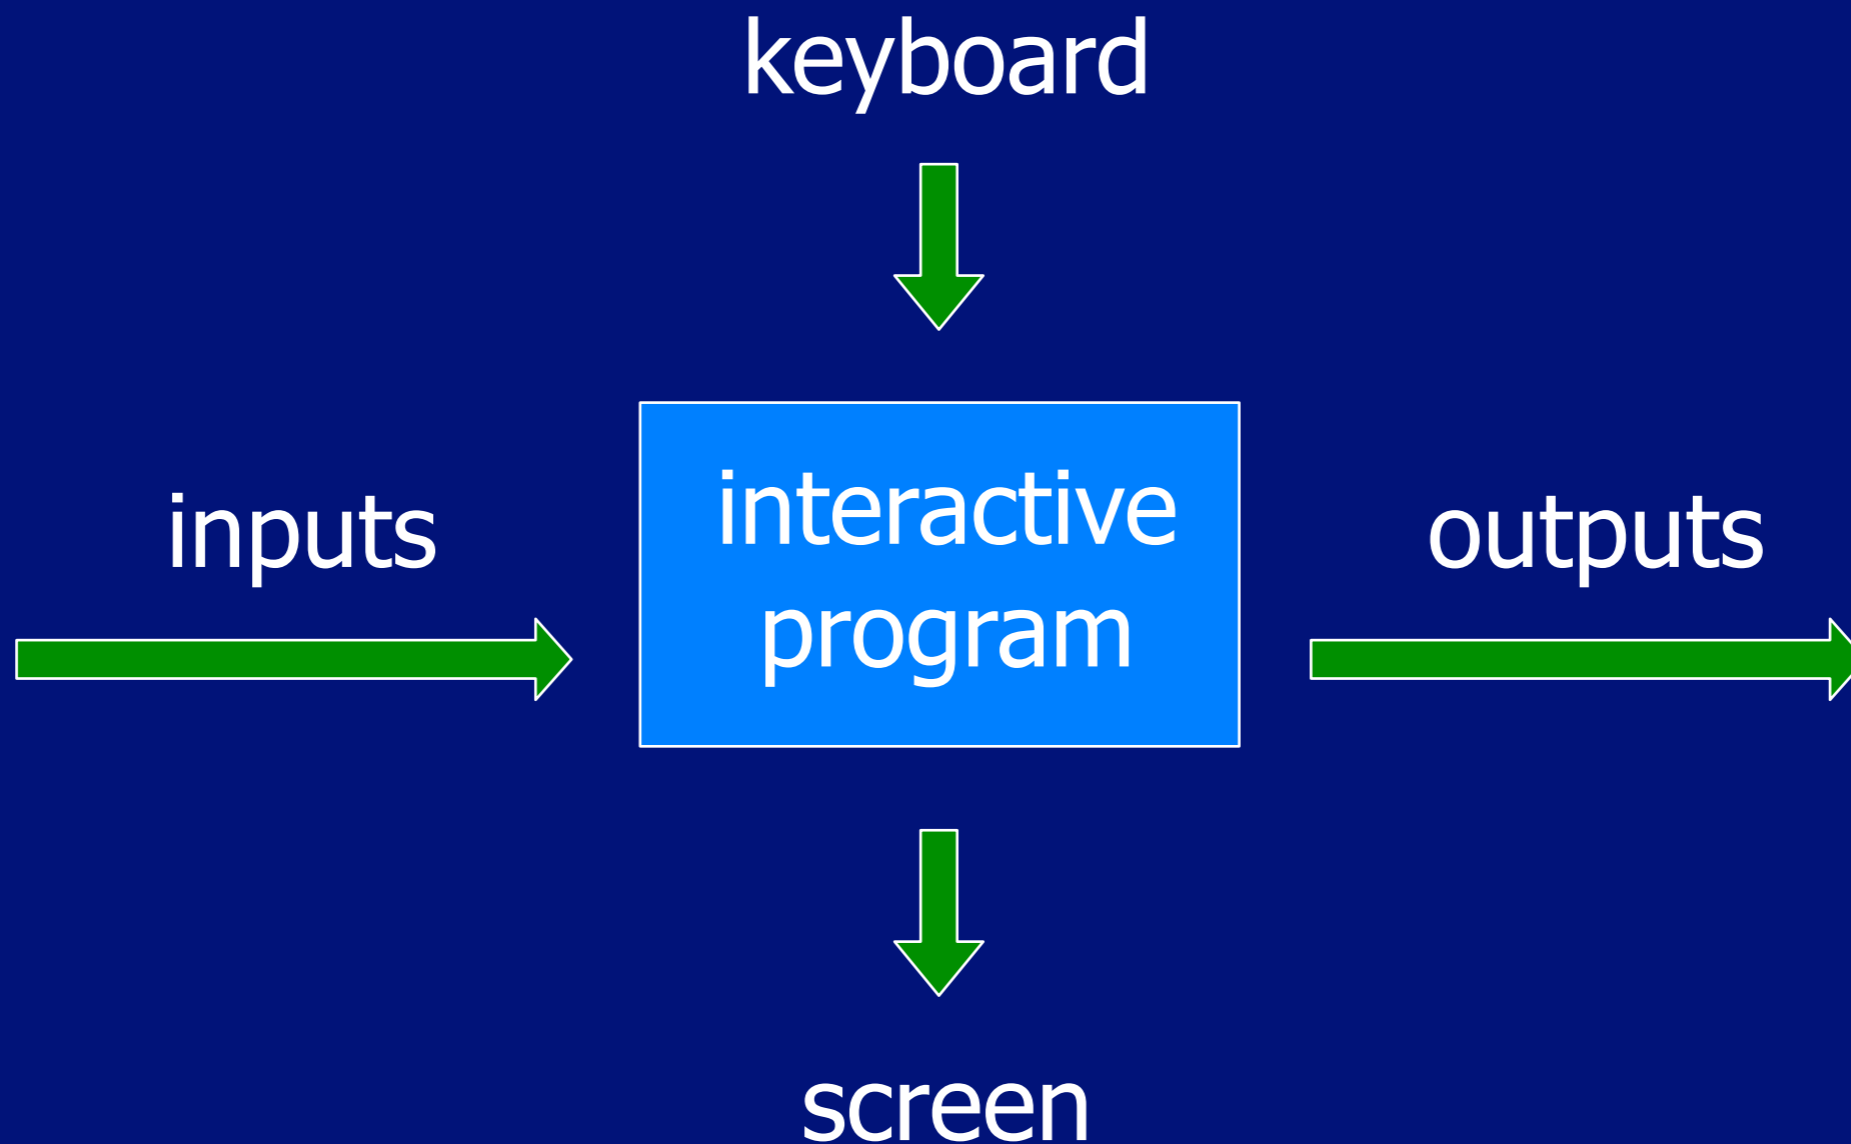 keyboard
inputs
interactive
program
outputs
screen